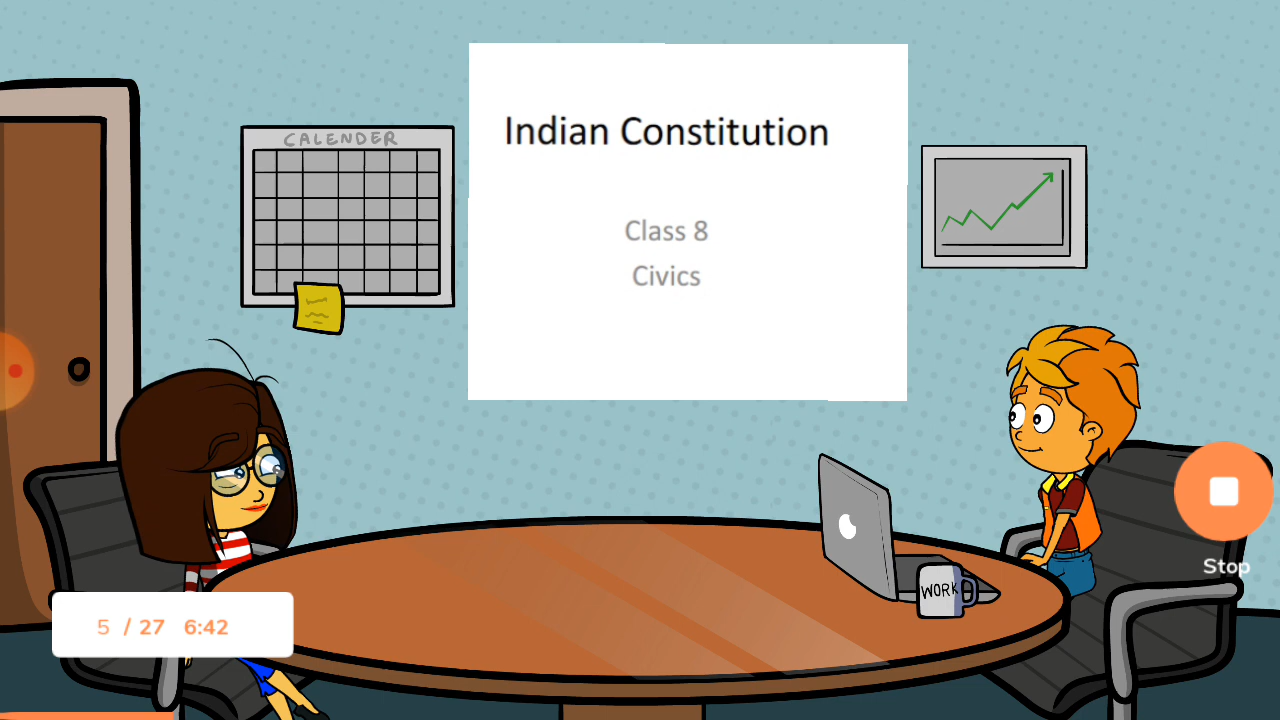 CALENDER
Indian Constitution
Class 8
Civics
WORK
Stop
5 / 27 6:42